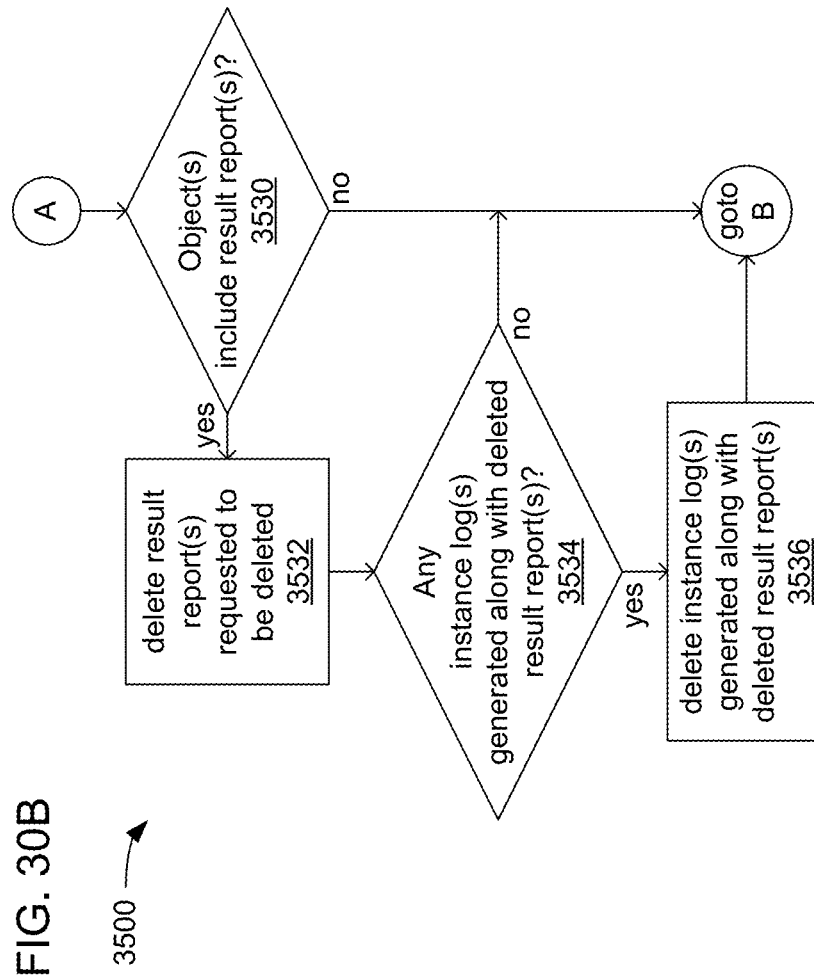 FIG. 30B
3500
A
Object(s)
include result report(s)?
3530
yes
no
delete result
report(s)
requested to
be deleted
3532
Any
instance log(s)
generated along with deleted
result report(s)?
3534
no
yes
delete instance log(s)
generated along with
deleted result report(s)
3536
goto
B